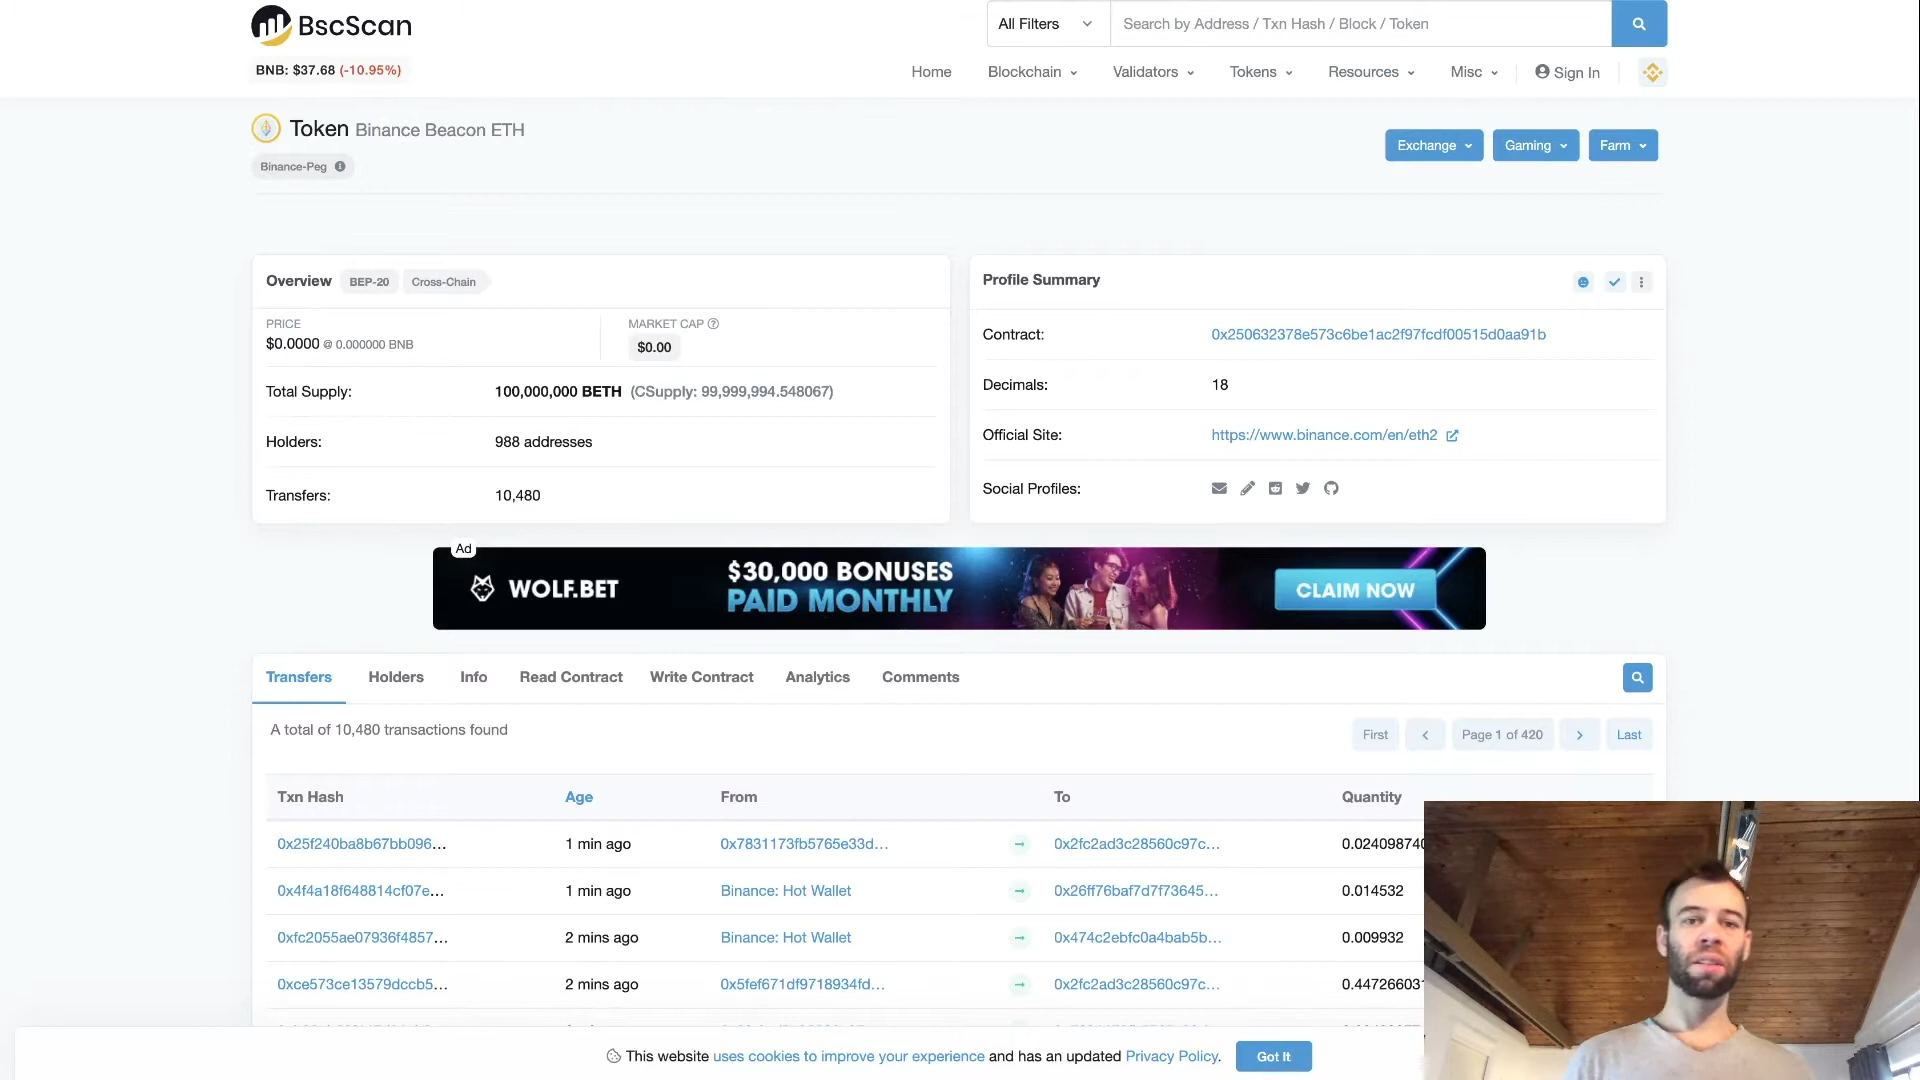 BscScan
All Filters
Search by Address / Txn Hash / Block / Token
BNB: $37.68 (-10.95%)
Home Blockchain Validators Tokens Resources Misc Sign In
Token Binance Beacon ETH
Binance-Peg
Exchange Gaming Farm
Overview BEP-20 Cross-Chain
PRICE
$0.0000 @ 0.000000 BNB
MARKET CAP
$0.00
Total Supply: 100,000,000 BETH (CSupply: 99,999,994.548067)
Holders: 988 addresses
Transfers: 10,480
Profile Summary
Contract: 0x250632378e573c6be1ac2f97fcdf00515d0aa91b
Decimals: 18
Official Site: https://www.binance.com/en/eth2
Social Profiles:
Ad
WOLF.BET
$30,000 BONUSES
PAID MONTHLY
CLAIM NOW
Transfers Holders Info Read Contract Write Contract Analytics Comments
A total of 10,480 transactions found
First Page 1 of 420 Last
Txn Hash Age From To Quantity
0x25f240ba8b67bb096... 1 min ago 0x7831173fb5765e33d... 0x2fc2ad3c28560c97c... 0.024098740
0x4f4a18f648814cf07e... 1 min ago Binance: Hot Wallet 0x26ff76baf7d7f73645... 0.014532
0xfc2055ae07936f4857... 2 mins ago Binance: Hot Wallet 0x474c2ebfc0a4bab5b... 0.009932
0xce573ce13579dccb5... 2 mins ago 0x5fef671df9718934fd... 0x2fc2ad3c28560c97c... 0.447266031
This website uses cookies to improve your experience and has an updated Privacy Policy.
Got It